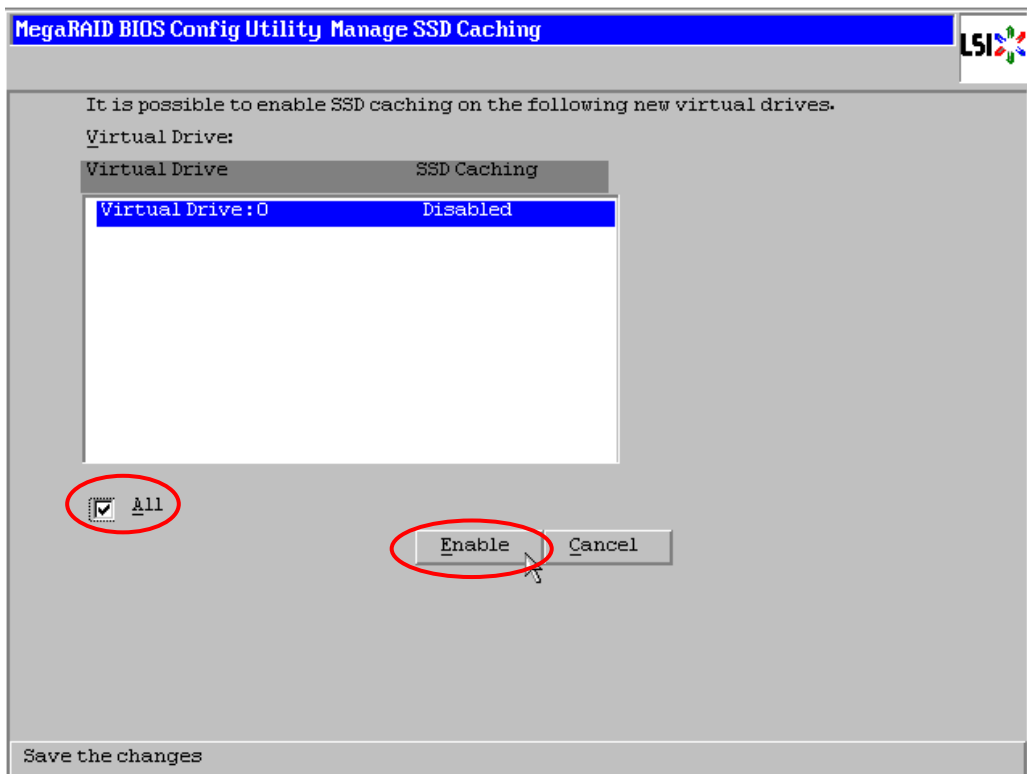 MegaRAID BIOS Config Utility Manage SSD Caching
LSI
It is possible to enable SSD caching on the following new virtual drives.
Virtual Drive:
Virtual Drive SSD Caching
Virtual Drive:0 Disabled
All
Enable Cancel
Save the changes